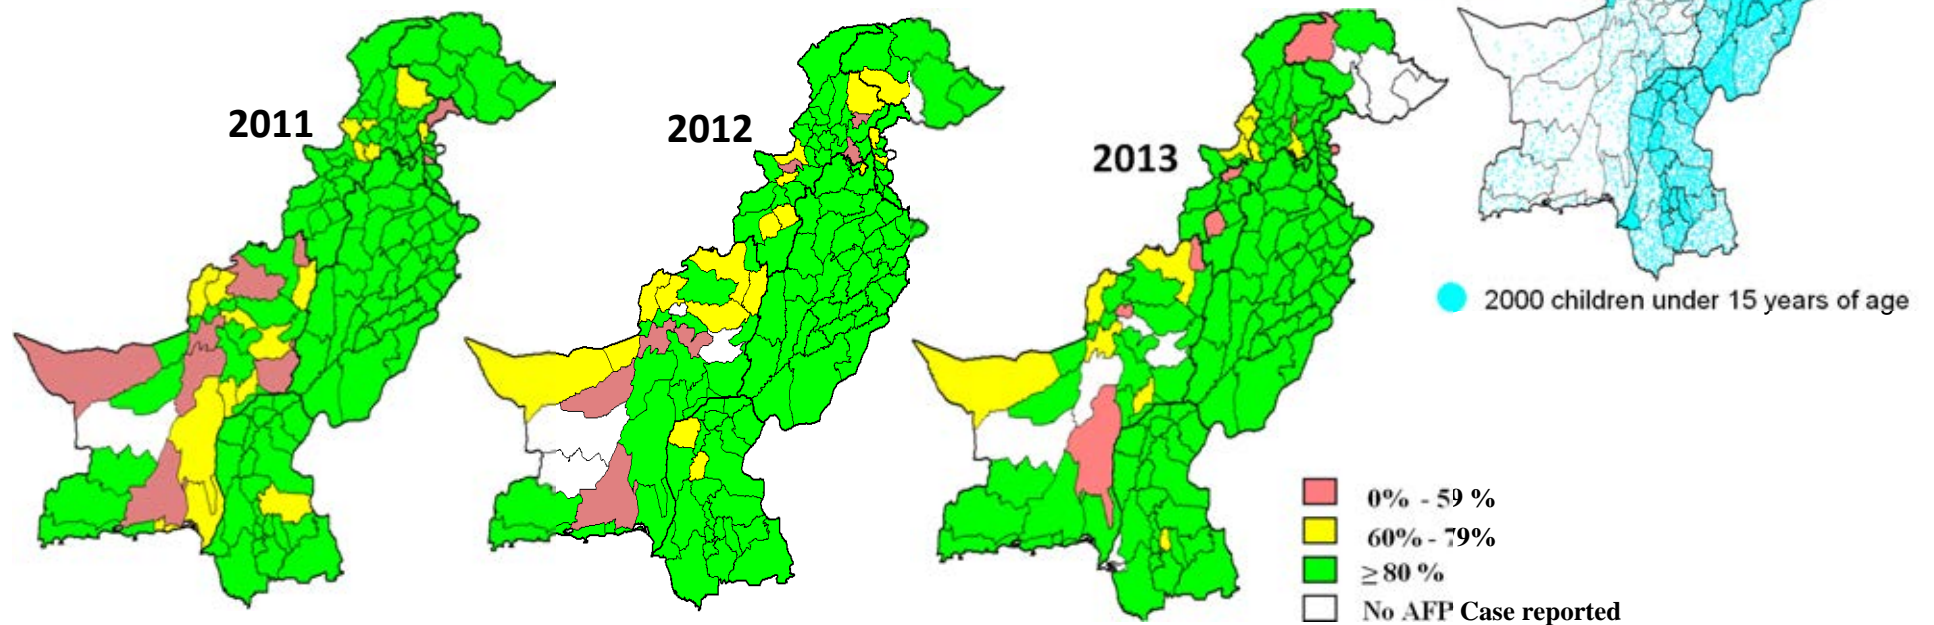 2011
2012
2013
2000 children under 15 years of age
0% - 59 %
60% - 79%
≥ 80 %
No AFP Case reported